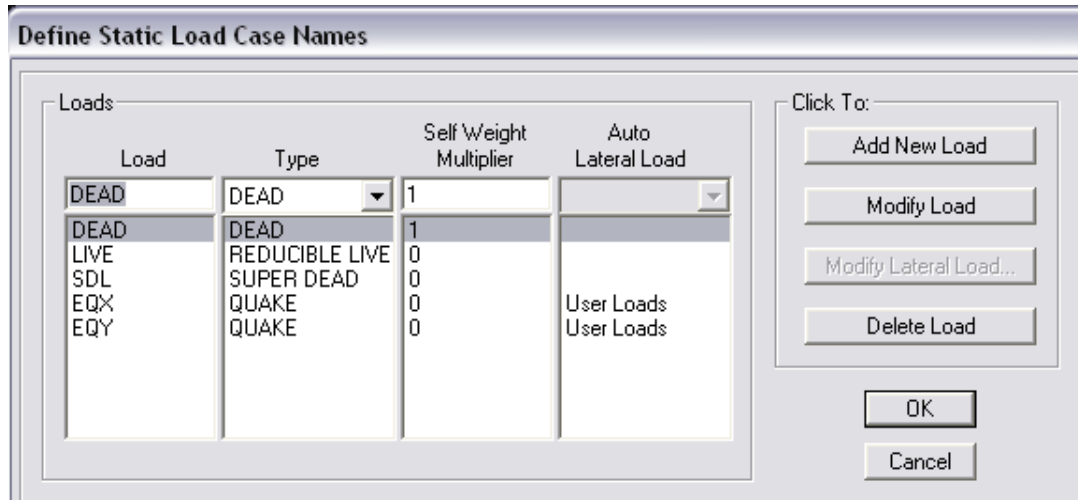 Define Static Load Case Names
Loads
Load Type Self Weight Multiplier Auto Lateral Load
DEAD DEAD 1
DEAD DEAD 1
LIVE REDUCIBLE LIVE 0
SDL SUPER DEAD 0
EQX QUAKE 0 User Loads
EQY QUAKE 0 User Loads
Click To:
Add New Load
Modify Load
Modify Lateral Load...
Delete Load
OK
Cancel